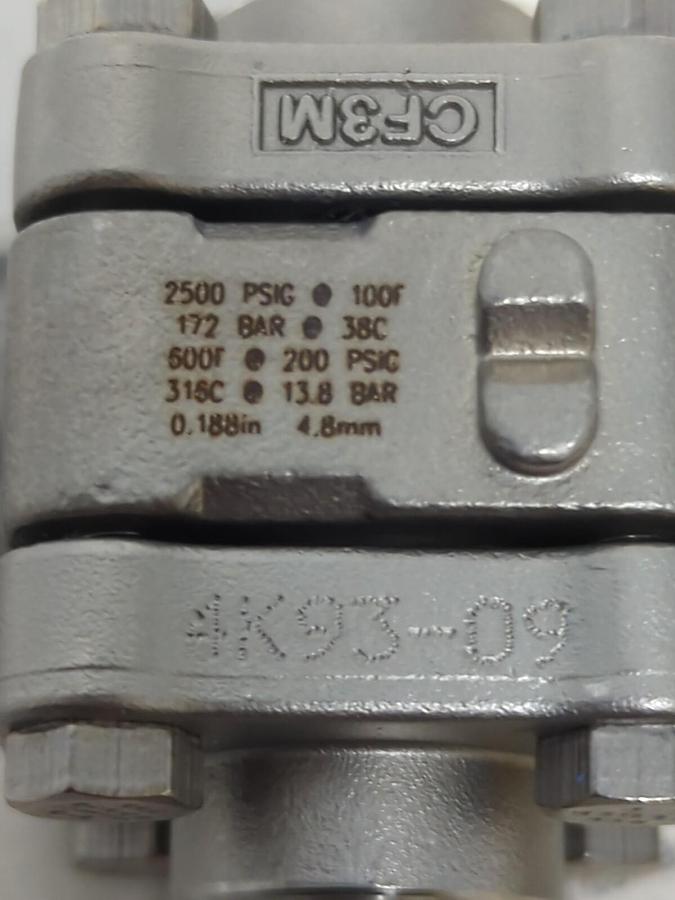 CF3M
2500 PSIG @ 100F
172 BAR @ 38C
600F @ 200 PSIG
316C @ 13.8 BAR
0.188in 4.8mm
4K93-09